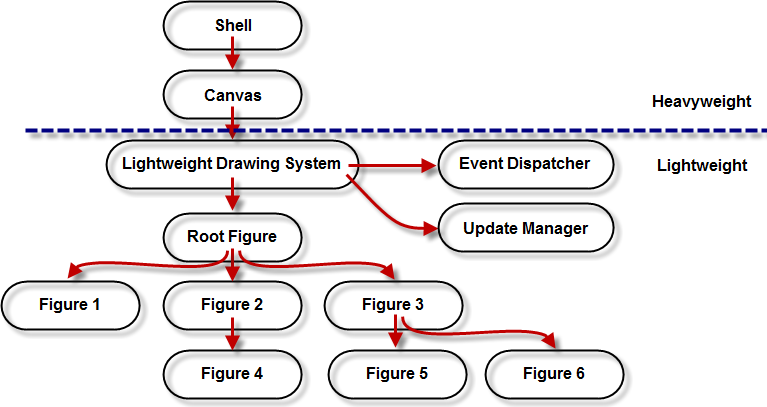 Shell
Canvas
Heavyweight
Lightweight Drawing System
Event Dispatcher
Lightweight
Update Manager
Root Figure
Figure 1
Figure 2
Figure 3
Figure 4
Figure 5
Figure 6